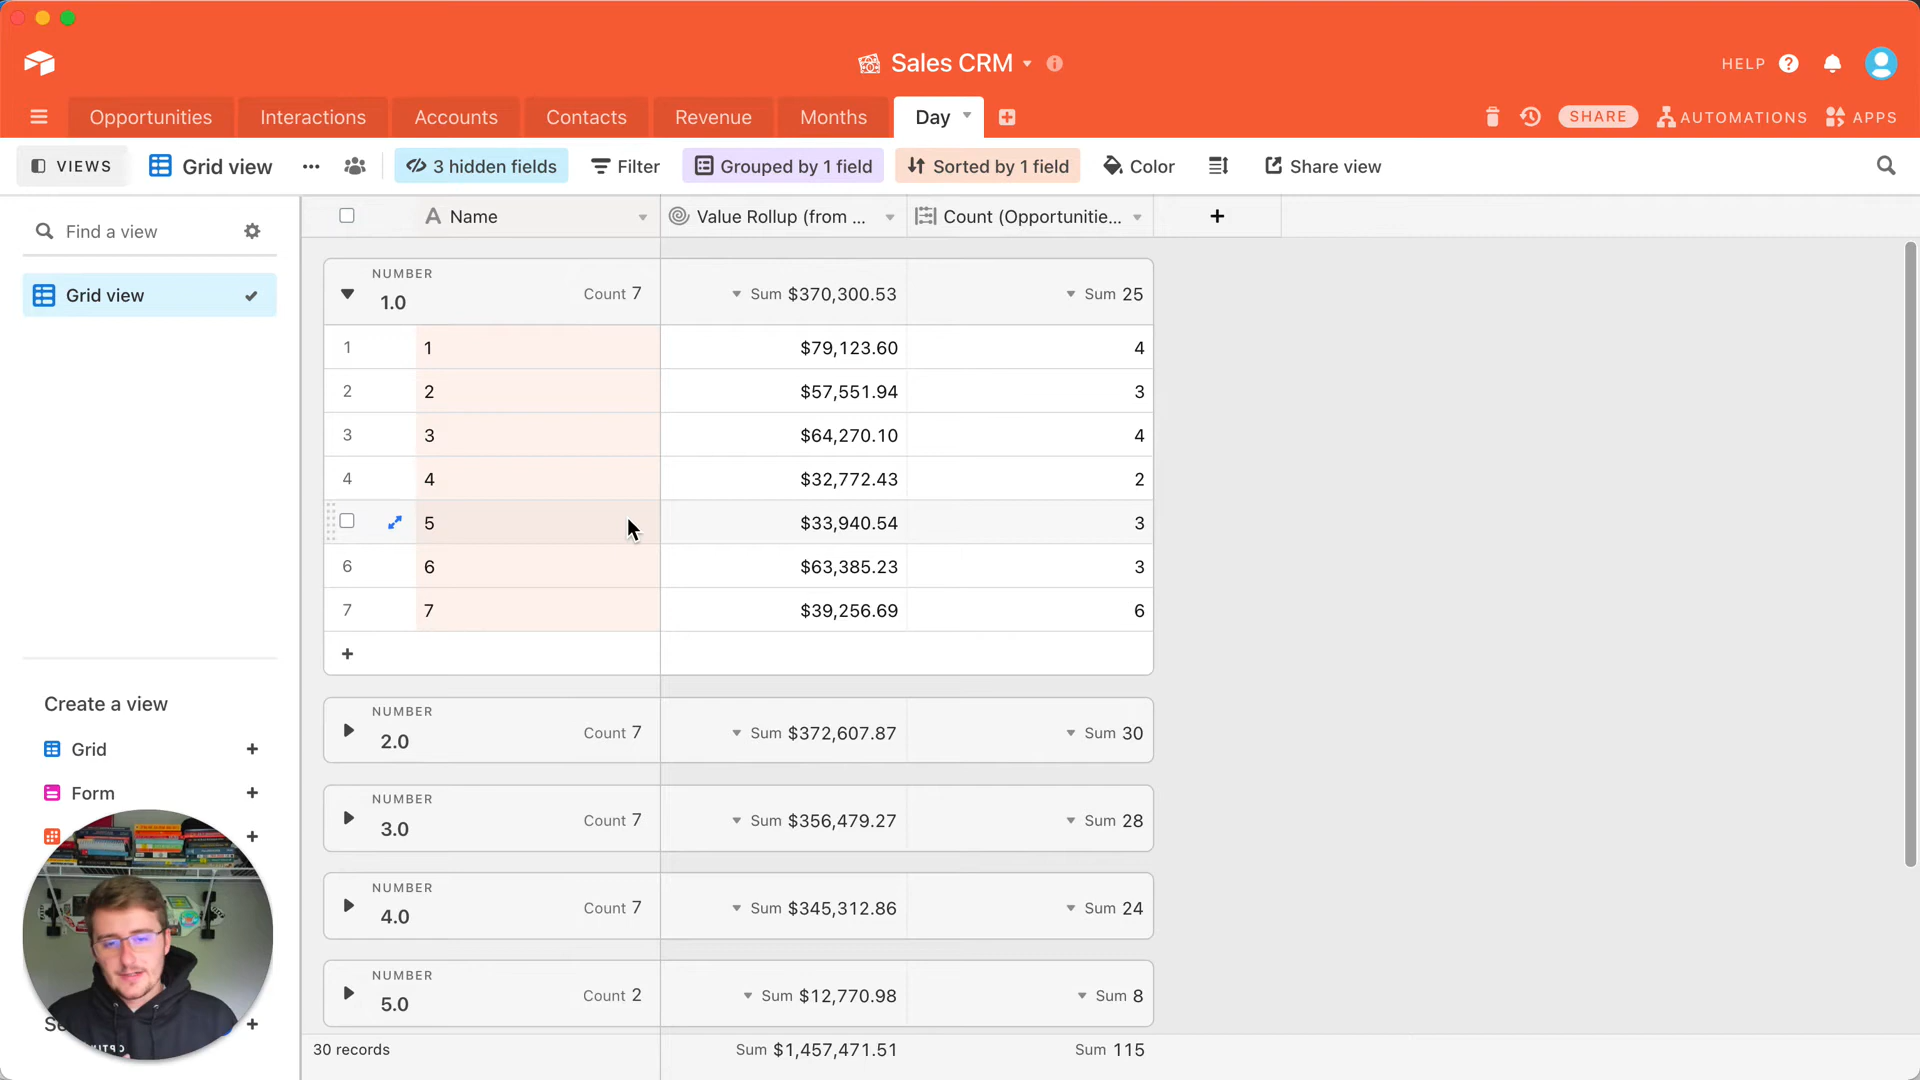 Sales CRM
HELP
Opportunities Interactions Accounts Contacts Revenue Months Day
SHARE AUTOMATIONS APPS
VIEWS Grid view 3 hidden fields Filter Grouped by 1 field Sorted by 1 field Color Share view
Find a view
Grid view
Name Value Rollup (from ... Count (Opportunitie...
NUMBER
1.0 Count 7 Sum $370,300.53 Sum 25
1 1 $79,123.60 4
2 2 $57,551.94 3
3 3 $64,270.10 4
4 4 $32,772.43 2
5 $33,940.54 3
6 6 $63,385.23 3
7 7 $39,256.69 6
NUMBER
2.0 Count 7 Sum $372,607.87 Sum 30
NUMBER
3.0 Count 7 Sum $356,479.27 Sum 28
NUMBER
4.0 Count 7 Sum $345,312.86 Sum 24
NUMBER
5.0 Count 2 Sum $12,770.98 Sum 8
30 records Sum $1,457,471.51 Sum 115
Create a view
Grid
Form